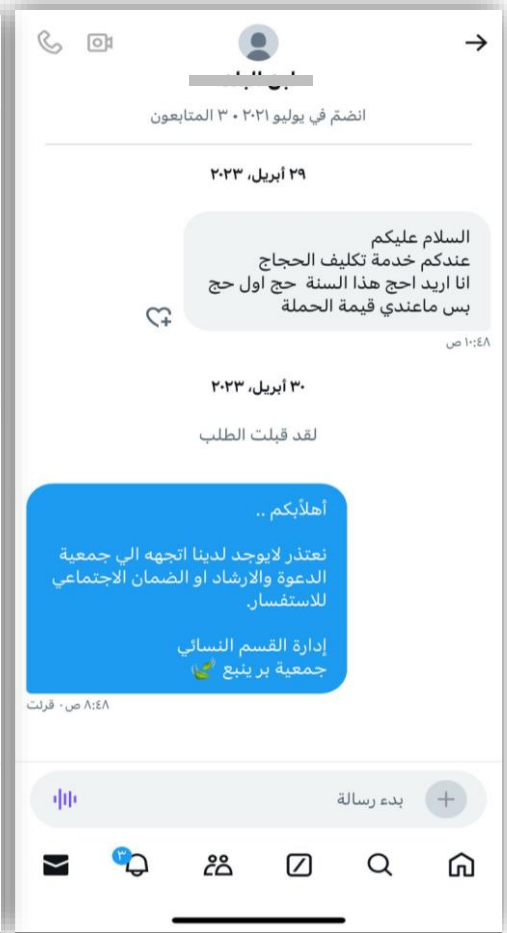 انضمّ في يوليو ٢٠٢١ • ٣ المتابعون
٢٩ أبريل، ٢٠٢٣
السلام عليكم
عندكم خدمة تكليف الحجاج
انا اريد احج هذا السنة حج اول حج
بس ماعندي قيمة الحملة
١٠:٤٨ ص
٣٠ أبريل، ٢٠٢٣
لقد قبلت الطلب
أهلاًبكم ..
نعتذر لايوجد لدينا اتجهه الي جمعية
الدعوة والارشاد او الضمان الاجتماعي
للاستفسار.
إدارة القسم النسائي
جمعية بر ينبع
٨:٤٨ ص · قرئت
بدء رسالة
٣